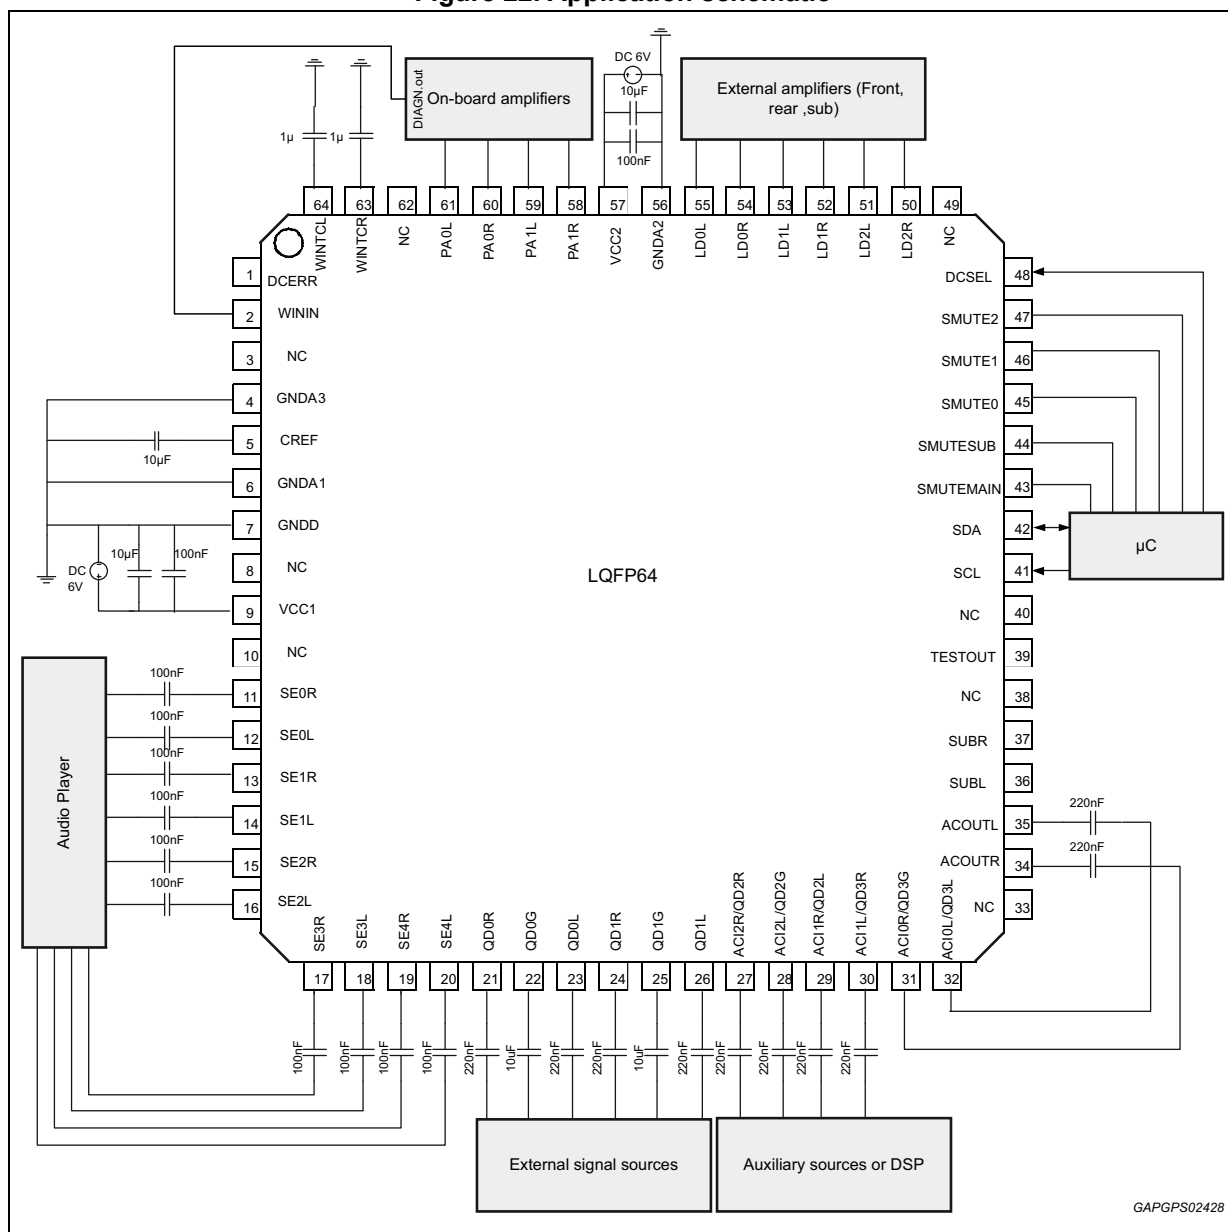 Figure 22. Application schematic
DC 6V
10µF
100nF
DIAGN.out
On-board amplifiers
External amplifiers (Front,
rear ,sub)
1µ
1µ
64
63
62
61
60
59
58
57
56
55
54
53
52
51
50
49
WINTCL
WINTCR
NC
PA0L
PA0R
PA1L
PA1R
VCC2
GNDA2
LD0L
LD0R
LD1L
LD1R
LD2L
LD2R
NC
1 DCERR
2 WININ
3 NC
4 GNDA3
5 CREF
10µF
6 GNDA1
7 GNDD
8 NC
9 VCC1
10 NC
DC
6V
10µF
100nF
Audio Player
100nF
11 SE0R
100nF
12 SE0L
100nF
13 SE1R
100nF
14 SE1L
100nF
15 SE2R
100nF
16 SE2L
LQFP64
DCSEL 48
SMUTE2 47
SMUTE1 46
SMUTE0 45
SMUTESUB 44
SMUTEMAIN 43
SDA 42
SCL 41
µC
NC 40
TESTOUT 39
NC 38
SUBR 37
SUBL 36
ACOUTL 35
220nF
ACOUTR 34
220nF
NC 33
SE3R
SE3L
SE4R
SE4L
QD0R
QD0G
QD0L
QD1R
QD1G
QD1L
ACI2R/QD2R
ACI2L/QD2G
ACI1R/QD2L
ACI1L/QD3R
ACI0R/QD3G
ACI0L/QD3L
17
18
19
20
21
22
23
24
25
26
27
28
29
30
31
32
100nF
100nF
100nF
100nF
220nF
10uF
220nF
220nF
10uF
220nF
220nF
220nF
220nF
220nF
External signal sources
Auxiliary sources or DSP
GAPGPS02428